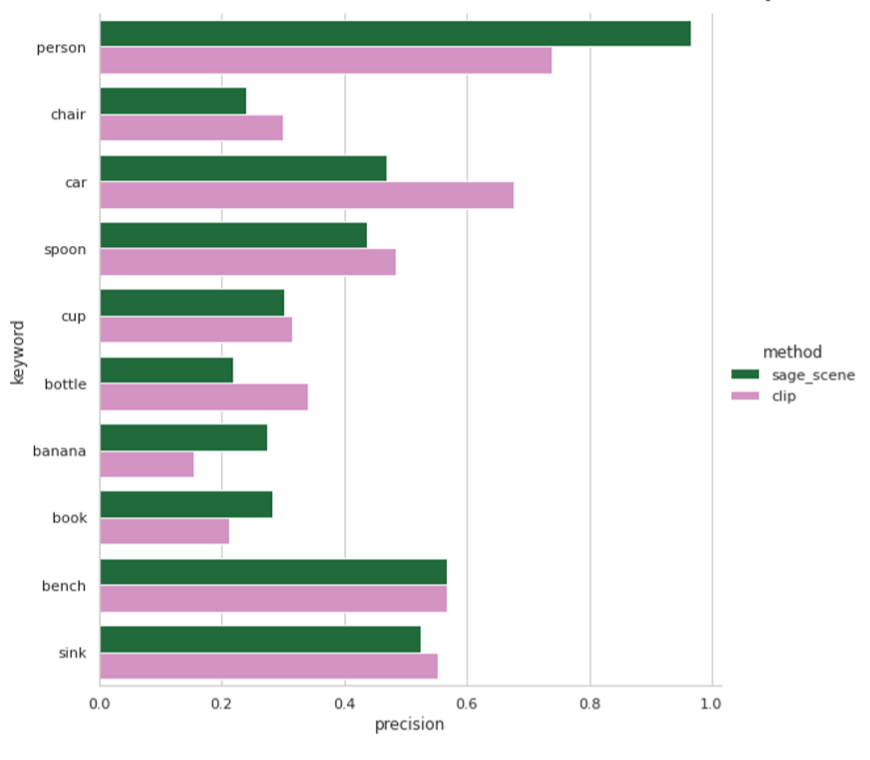 person
chair
car
spoon
cup
bottle
banana
book
bench
sink
keyword
0.0 0.2 0.4 0.6 0.8 1.0
precision
method
sage_scene
clip